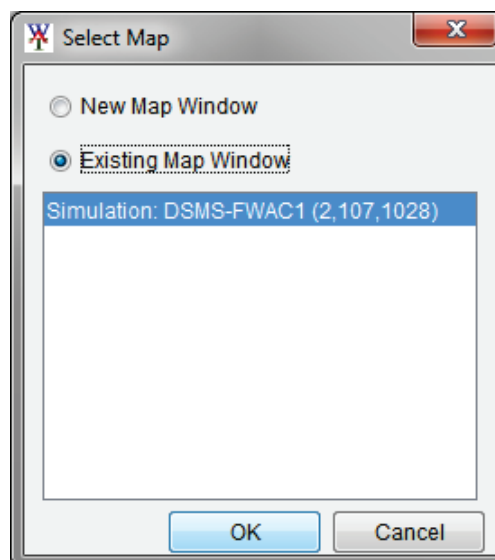 Select Map
New Map Window
Existing Map Window
Simulation: DSMS-FWAC1 (2,107,1028)
OK
Cancel